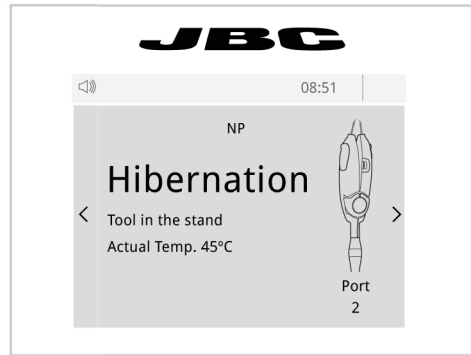 JBC
08:51
NP
Hibernation
Tool in the stand
Actual Temp. 45ºC
Port
2